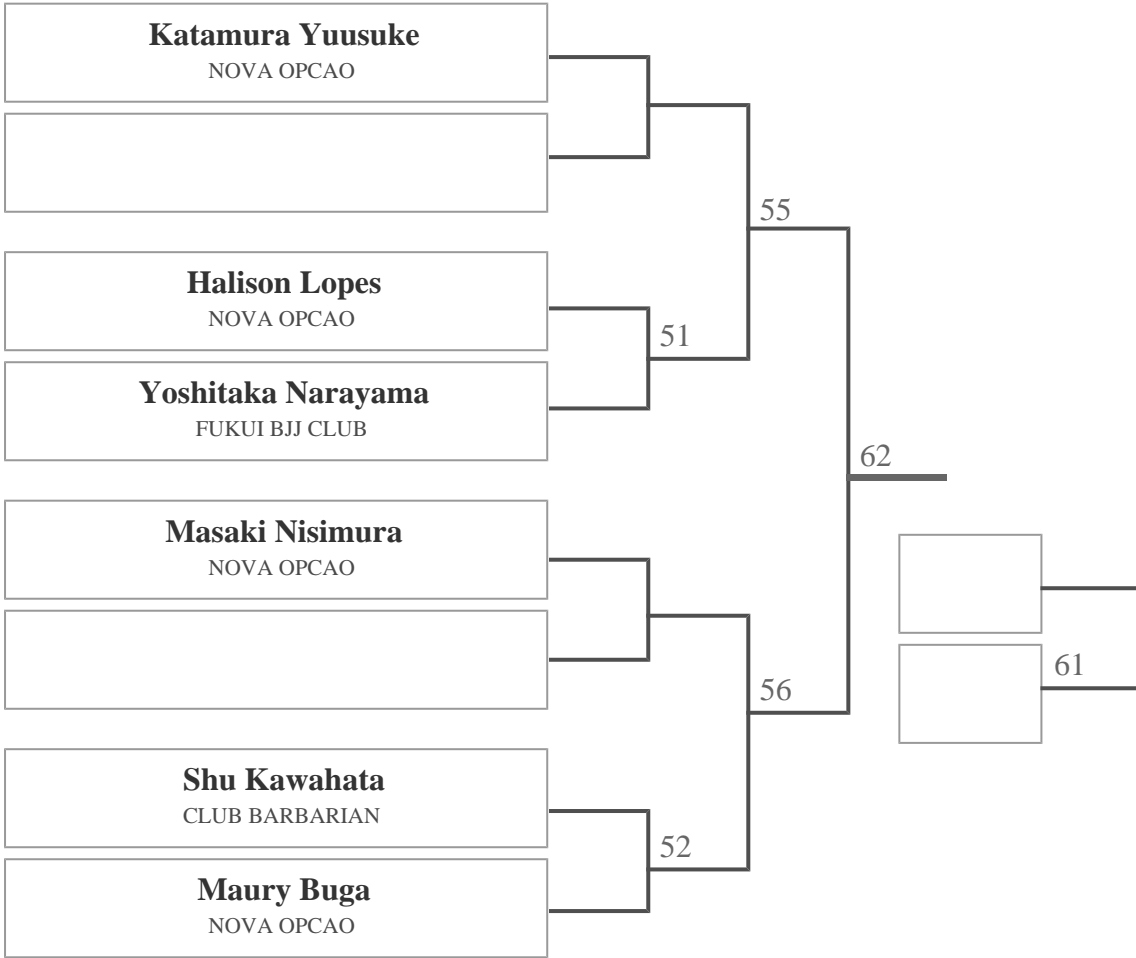 Katamura Yuusuke
NOVA OPCAO
55
Halison Lopes
NOVA OPCAO
51
Yoshitaka Narayama
FUKUI BJJ CLUB
62
Masaki Nisimura
NOVA OPCAO
61
56
Shu Kawahata
CLUB BARBARIAN
52
Maury Buga
NOVA OPCAO